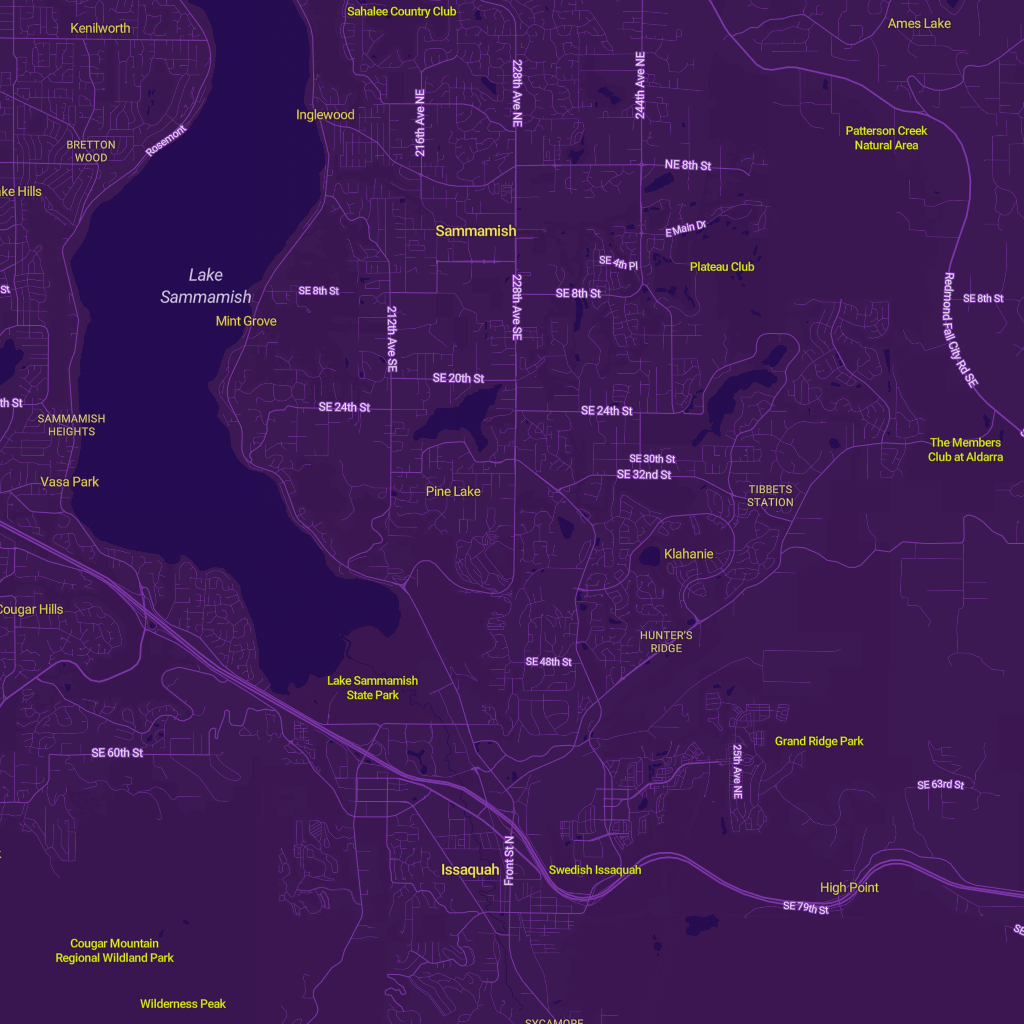 Sahalee Country Club
Kenilworth
Ames Lake
228th Ave NE
244th Ave NE
216th Ave NE
Inglewood
Rosemont
BRETTON
WOOD
Patterson Creek
Natural Area
NE 8th St
ke Hills
Sammamish
E Main Dr
SE 4th Pl
Plateau Club
Lake
Sammamish
St
SE 8th St
SE 8th St
SE 8th St
228th Ave SE
Redmond Fall City Rd SE
Mint Grove
212th Ave SE
SE 20th St
th St
SE 24th St
SE 24th St
SAMMAMISH
HEIGHTS
The Members
Club at Aldarra
SE 30th St
SE 32nd St
Vasa Park
Pine Lake
TIBBETS
STATION
Klahanie
Cougar Hills
HUNTER'S
RIDGE
SE 48th St
Lake Sammamish
State Park
Grand Ridge Park
SE 60th St
25th Ave NE
SE 63rd St
Front St N
Issaquah
Swedish Issaquah
High Point
SE 79th St
SE
Cougar Mountain
Regional Wildland Park
Wilderness Peak
SYCAMORE